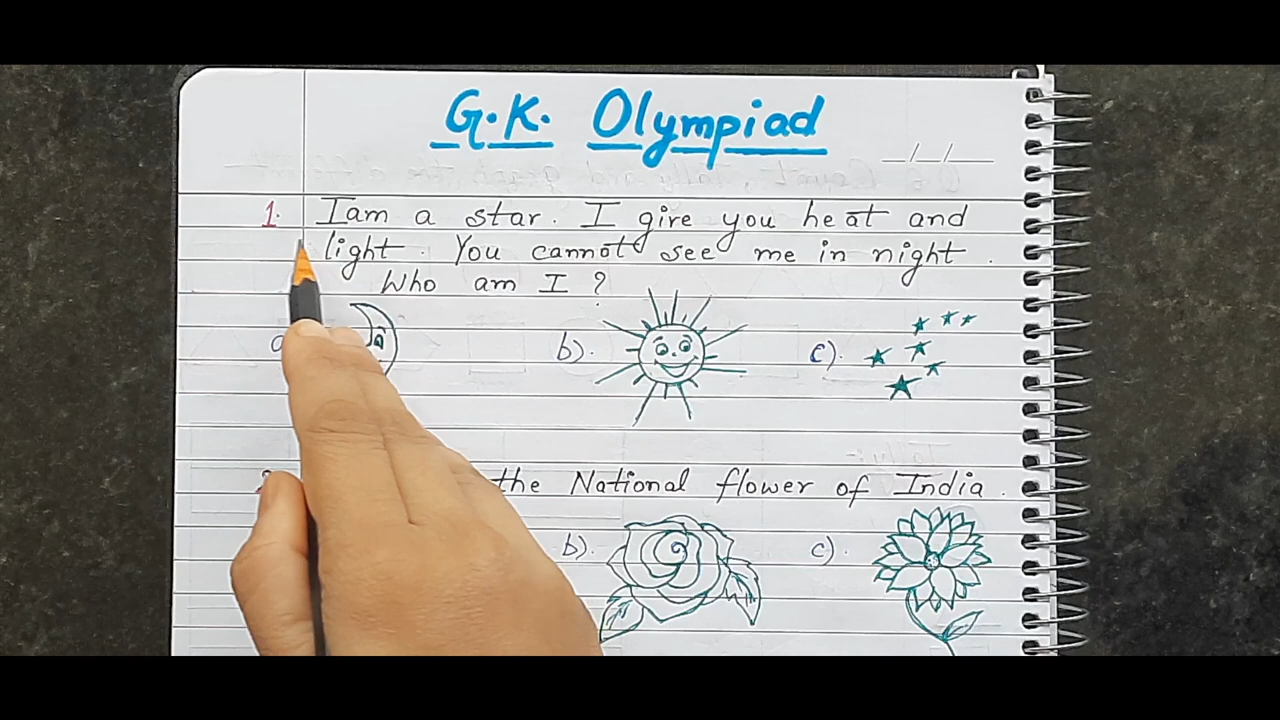 G.K. Olympiad
1. I am a star. I give you heat and
light. You cannot see me in night.
Who am I ?
b). c).
the National flower of India.
b). c).